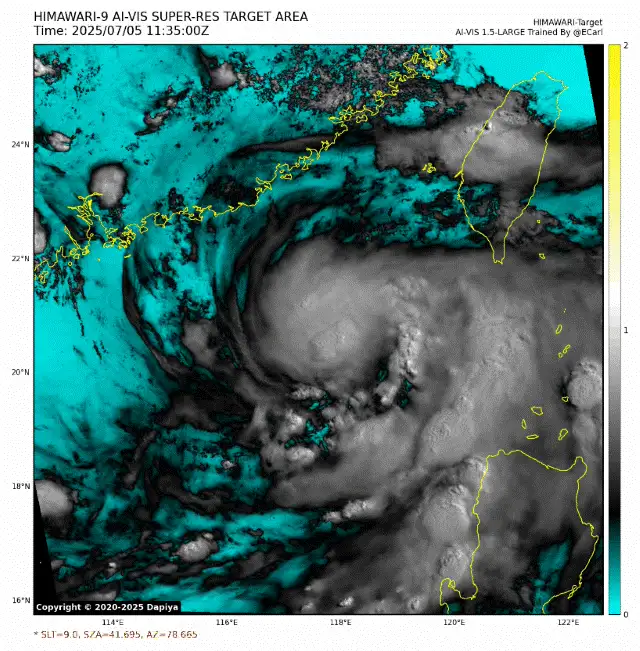 HIMAWARI-9 AI-VIS SUPER-RES TARGET AREA
Time: 2025/07/05 11:35:00Z
HIMAWARI-Target
AI-VIS 1.5-LARGE Trained By @ECarl
2
24°N
22°N
1
20°N
18°N
16°N
0
Copyright © 2020-2025 Dapiya
114°E 116°E 118°E 120°E 122°E
* SLT=9.0, SZA=41.695, AZ=78.665